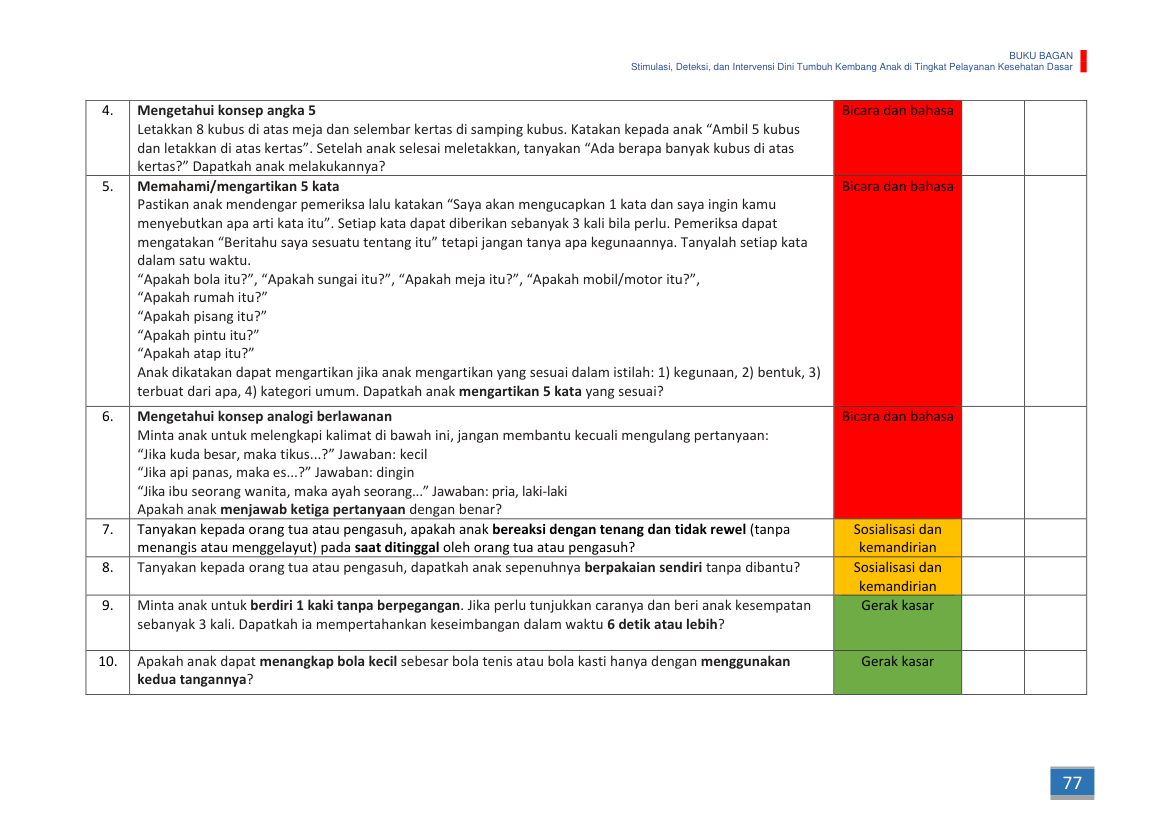 BUKU BAGAN
Stimulasi, Deteksi, dan Intervensi Dini Tumbuh Kembang Anak di Tingkat Pelayanan Kesehatan Dasar
4. Mengetahui konsep angka 5 Bicara dan bahasa
Letakkan 8 kubus di atas meja dan selembar kertas di samping kubus. Katakan kepada anak “Ambil 5 kubus
dan letakkan di atas kertas”. Setelah anak selesai meletakkan, tanyakan “Ada berapa banyak kubus di atas
kertas?” Dapatkah anak melakukannya?
5. Memahami/mengartikan 5 kata Bicara dan bahasa
Pastikan anak mendengar pemeriksa lalu katakan “Saya akan mengucapkan 1 kata dan saya ingin kamu
menyebutkan apa arti kata itu”. Setiap kata dapat diberikan sebanyak 3 kali bila perlu. Pemeriksa dapat
mengatakan “Beritahu saya sesuatu tentang itu” tetapi jangan tanya apa kegunaannya. Tanyalah setiap kata
dalam satu waktu.
“Apakah bola itu?”, “Apakah sungai itu?”, “Apakah meja itu?”, “Apakah mobil/motor itu?”,
“Apakah rumah itu?”
“Apakah pisang itu?”
“Apakah pintu itu?”
“Apakah atap itu?”
Anak dikatakan dapat mengartikan jika anak mengartikan yang sesuai dalam istilah: 1) kegunaan, 2) bentuk, 3)
terbuat dari apa, 4) kategori umum. Dapatkah anak mengartikan 5 kata yang sesuai?
6. Mengetahui konsep analogi berlawanan Bicara dan bahasa
Minta anak untuk melengkapi kalimat di bawah ini, jangan membantu kecuali mengulang pertanyaan:
“Jika kuda besar, maka tikus...?” Jawaban: kecil
“Jika api panas, maka es...?” Jawaban: dingin
“Jika ibu seorang wanita, maka ayah seorang...” Jawaban: pria, laki-laki
Apakah anak menjawab ketiga pertanyaan dengan benar?
7. Tanyakan kepada orang tua atau pengasuh, apakah anak bereaksi dengan tenang dan tidak rewel (tanpa Sosialisasi dan
menangis atau menggelayut) pada saat ditinggal oleh orang tua atau pengasuh? kemandirian
8. Tanyakan kepada orang tua atau pengasuh, dapatkah anak sepenuhnya berpakaian sendiri tanpa dibantu? Sosialisasi dan
kemandirian
9. Minta anak untuk berdiri 1 kaki tanpa berpegangan. Jika perlu tunjukkan caranya dan beri anak kesempatan Gerak kasar
sebanyak 3 kali. Dapatkah ia mempertahankan keseimbangan dalam waktu 6 detik atau lebih?
10. Apakah anak dapat menangkap bola kecil sebesar bola tenis atau bola kasti hanya dengan menggunakan Gerak kasar
kedua tangannya?
77